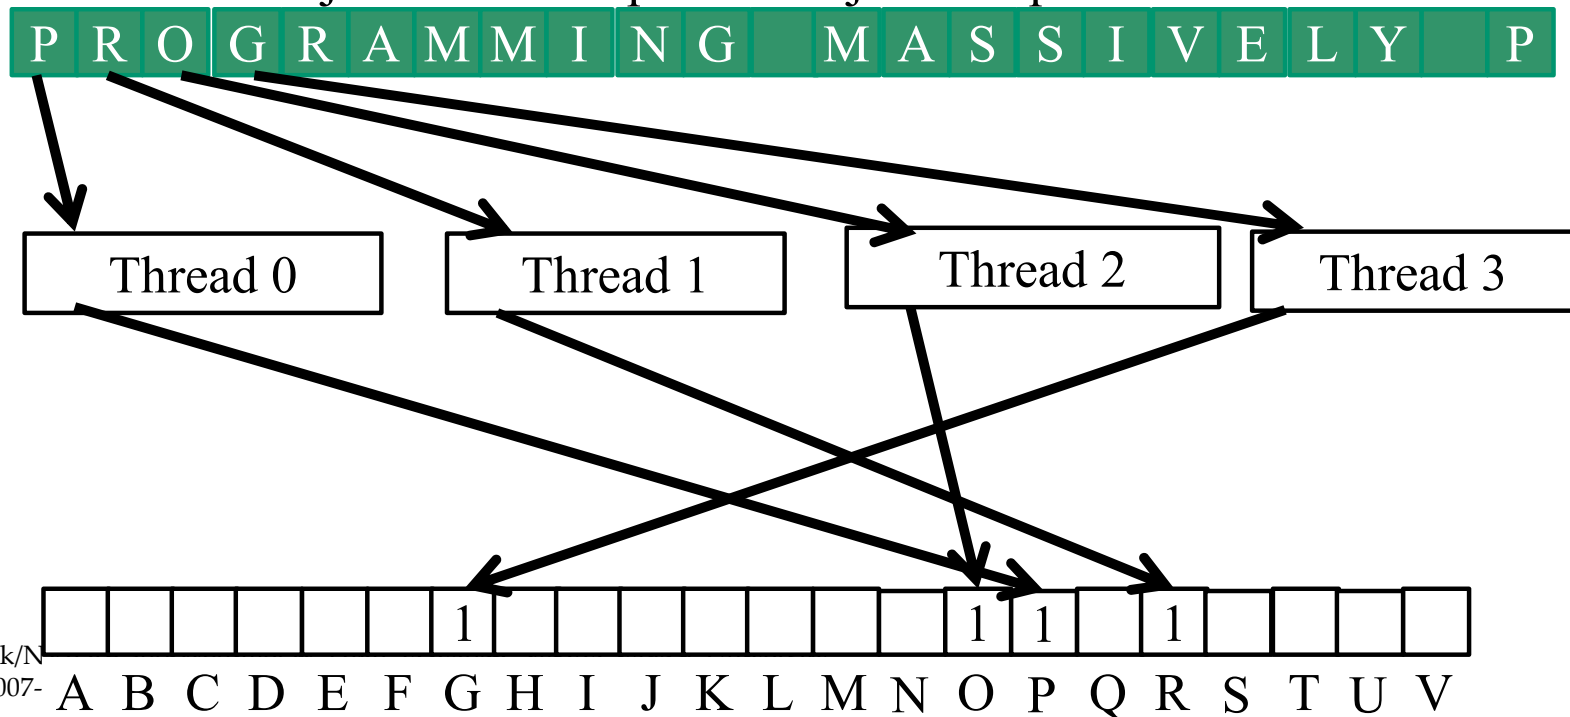 P R O G R A M M I N G M A S S I V E L Y P
Thread 0 Thread 1 Thread 2 Thread 3
1 1 1 1
k/N
007-
A B C D E F G H I J K L M N O P Q R S T U V